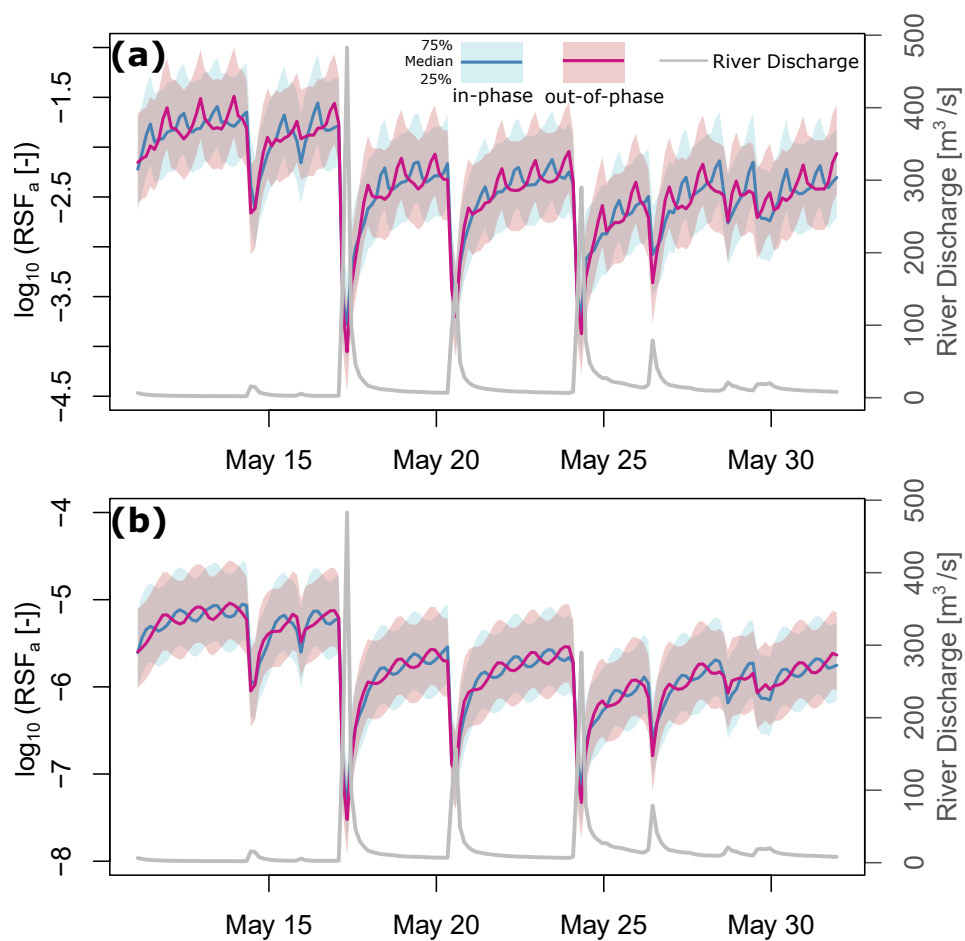 (a)
75%
Median
25%
in-phase
out-of-phase
River Discharge
log₁₀ (RSFₐ [-])
−1.5
−2.5
−3.5
−4.5
500
400
300
200
100
0
River Discharge [m³/s]
May 15
May 20
May 25
May 30
(b)
log₁₀ (RSFₐ [-])
−4
−5
−6
−7
−8
500
400
300
200
100
0
River Discharge [m³/s]
May 15
May 20
May 25
May 30